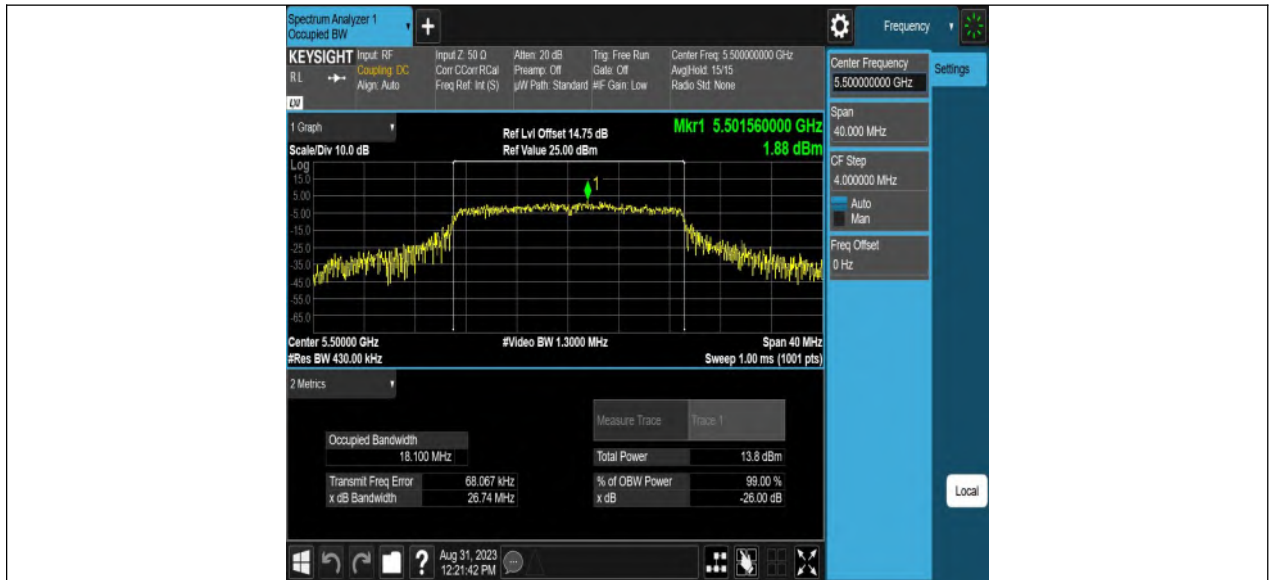 Spectrum Analyzer 1
Occupied BW
Frequency
KEYSIGHT
RL
LXI
Input: RF
Coupling: DC
Align: Auto
Input Z: 50 Ω
Corr CCorr RCal
Freq Ref: Int (S)
Atten: 20 dB
Preamp: Off
µW Path: Standard
Trig: Free Run
Gate: Off
#IF Gain: Low
Center Freq: 5.500000000 GHz
Avg|Hold: 15/15
Radio Std: None
Center Frequency
5.500000000 GHz
Settings
Span
40.000 MHz
CF Step
4.000000 MHz
Auto
Man
Freq Offset
0 Hz
1 Graph
Scale/Div 10.0 dB
Ref Lvl Offset 14.75 dB
Ref Value 25.00 dBm
Mkr1 5.501560000 GHz
1.88 dBm
Log
15.0
5.00
-5.00
-15.0
-25.0
-35.0
-45.0
-55.0
-65.0
1
Center 5.50000 GHz
#Res BW 430.00 kHz
#Video BW 1.3000 MHz
Span 40 MHz
Sweep 1.00 ms (1001 pts)
2 Metrics
Measure Trace Trace 1
Occupied Bandwidth
18.100 MHz
Total Power 13.8 dBm
Transmit Freq Error 68.067 kHz
% of OBW Power 99.00 %
x dB Bandwidth 26.74 MHz
x dB -26.00 dB
Local
?
Aug 31, 2023
12:21:42 PM